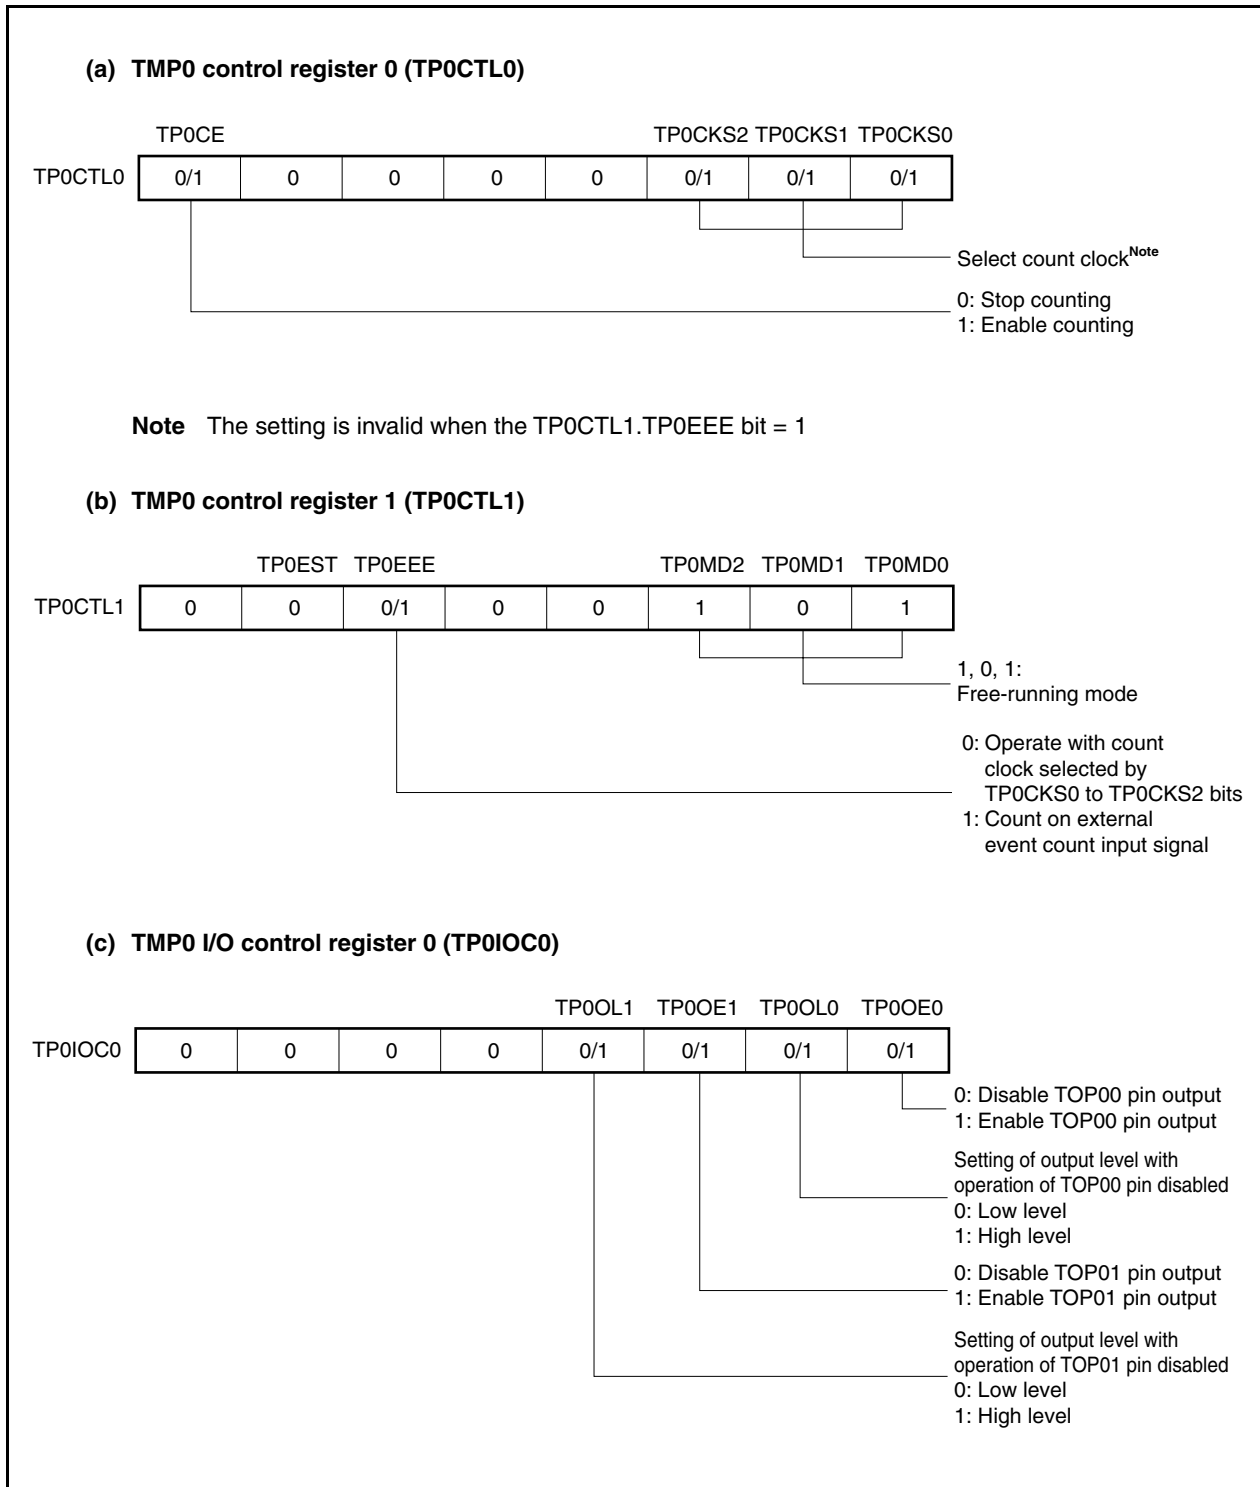 (a) TMP0 control register 0 (TP0CTL0)
TP0CE TP0CKS2 TP0CKS1 TP0CKS0
TP0CTL0 0/1 0 0 0 0 0/1 0/1 0/1
Select count clockNote
0: Stop counting
1: Enable counting
Note The setting is invalid when the TP0CTL1.TP0EEE bit = 1
(b) TMP0 control register 1 (TP0CTL1)
TP0EST TP0EEE TP0MD2 TP0MD1 TP0MD0
TP0CTL1 0 0 0/1 0 0 1 0 1
1, 0, 1:
Free-running mode
0: Operate with count
clock selected by
TP0CKS0 to TP0CKS2 bits
1: Count on external
event count input signal
(c) TMP0 I/O control register 0 (TP0IOC0)
TP0OL1 TP0OE1 TP0OL0 TP0OE0
TP0IOC0 0 0 0 0 0/1 0/1 0/1 0/1
0: Disable TOP00 pin output
1: Enable TOP00 pin output
Setting of output level with
operation of TOP00 pin disabled
0: Low level
1: High level
0: Disable TOP01 pin output
1: Enable TOP01 pin output
Setting of output level with
operation of TOP01 pin disabled
0: Low level
1: High level